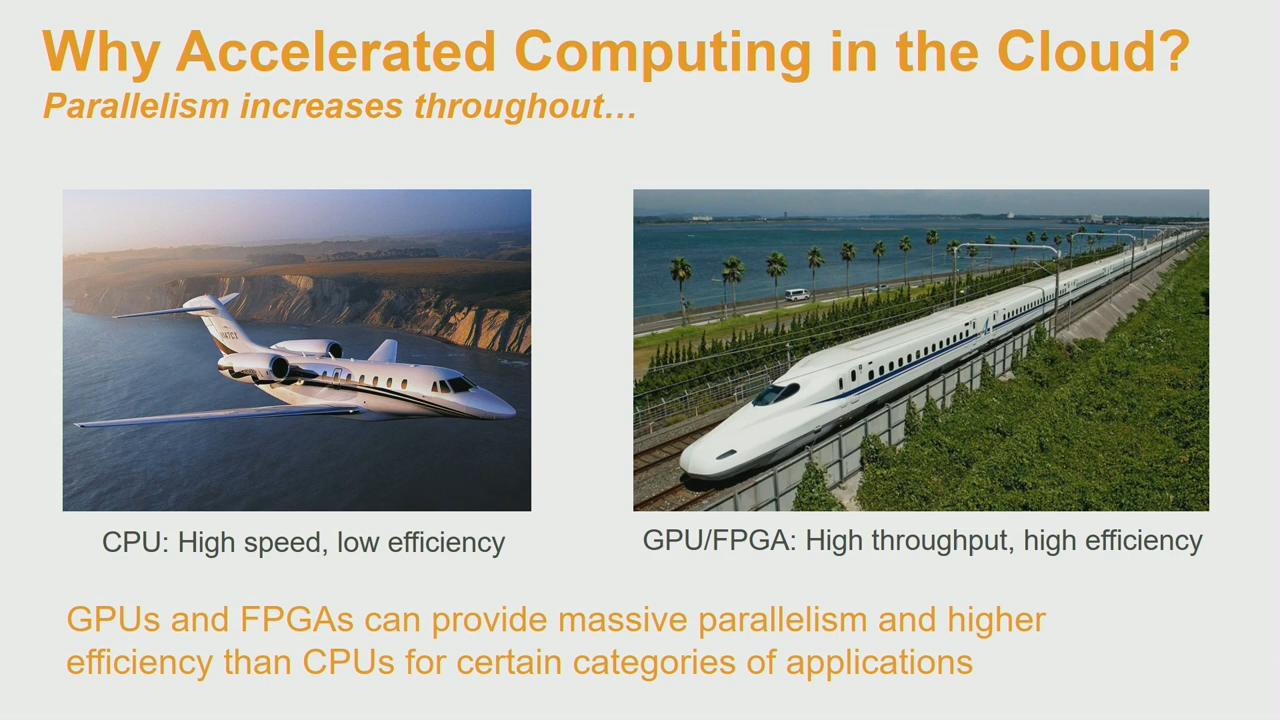 Why Accelerated Computing in the Cloud?
Parallelism increases throughout…
CPU: High speed, low efficiency
GPU/FPGA: High throughput, high efficiency
GPUs and FPGAs can provide massive parallelism and higher
efficiency than CPUs for certain categories of applications